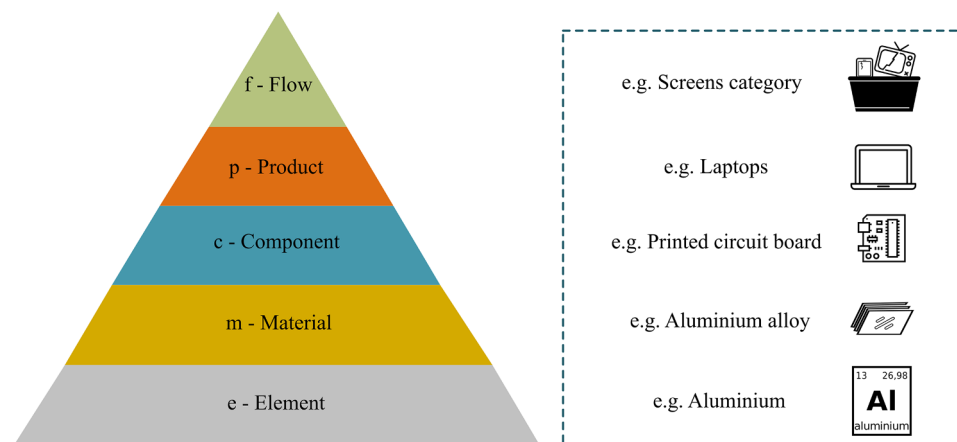 f - Flow
e.g. Screens category
p - Product
e.g. Laptops
c - Component
e.g. Printed circuit board
m - Material
e.g. Aluminium alloy
e - Element
e.g. Aluminium
13 26,98
Al
aluminium